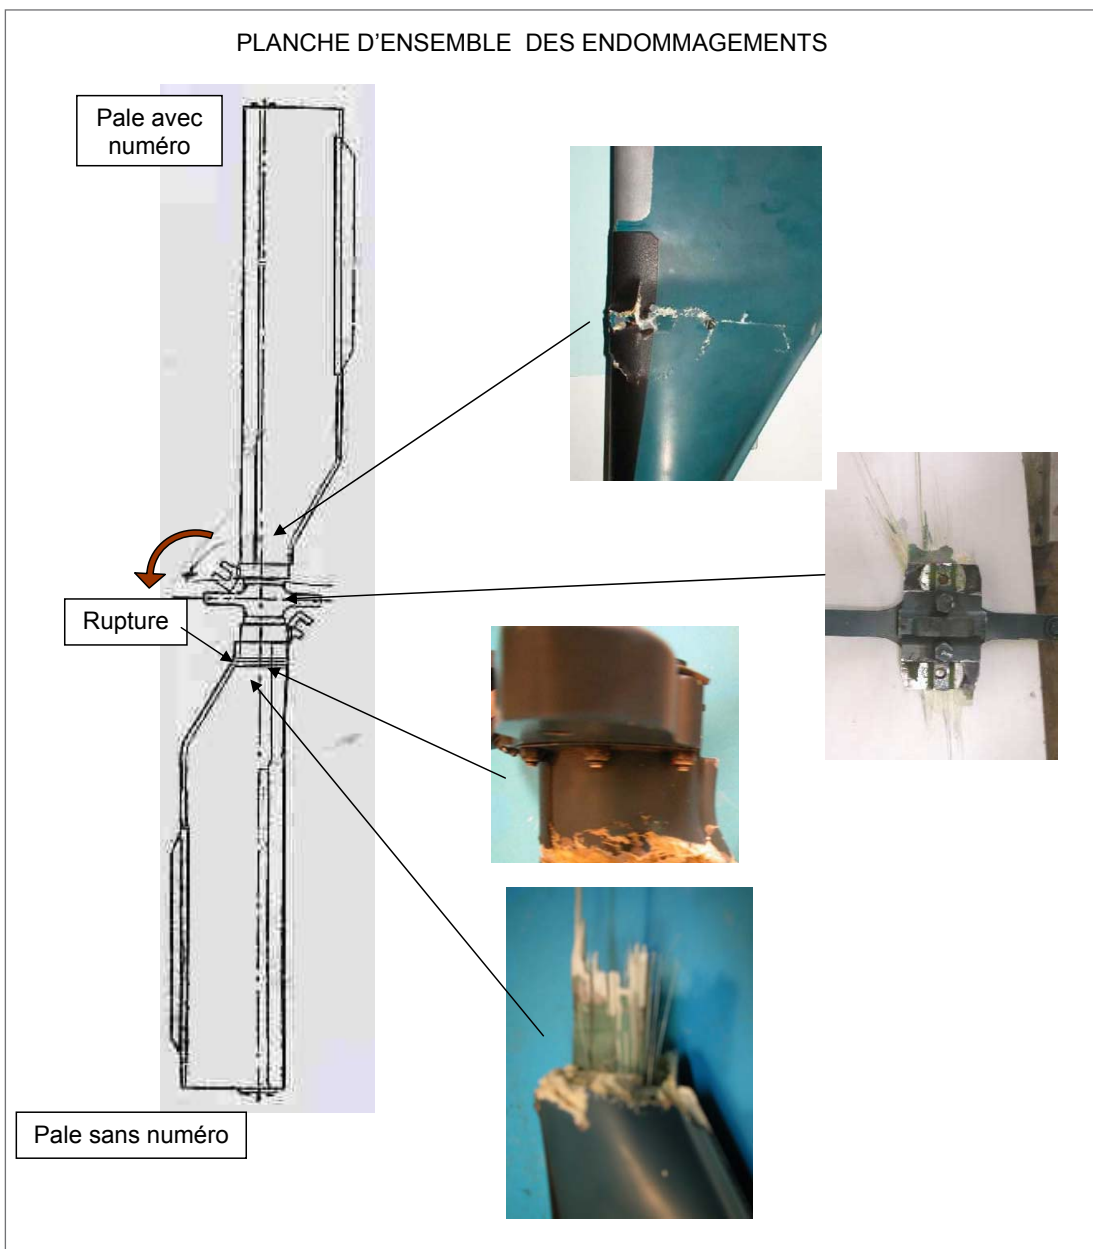 PLANCHE D'ENSEMBLE DES ENDOMMAGEMENTS
Pale avec
numéro
Rupture
Pale sans numéro